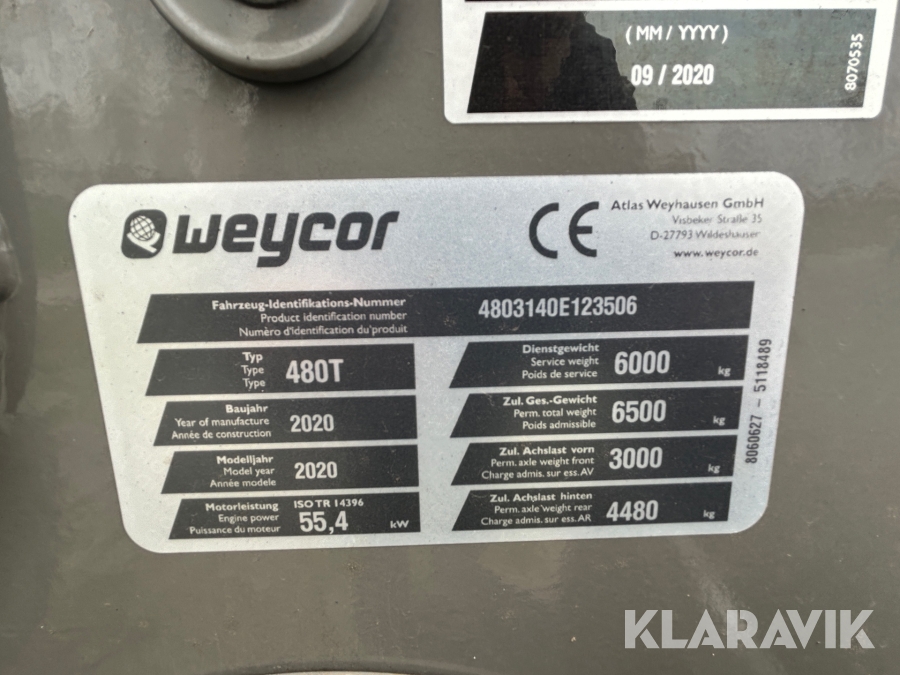 (MM / YYYY)
09 / 2020
8070535
weycor
CE
Atlas Weyhausen GmbH
Visbeker Straße 35
D-27793 Wildeshausen
www.weycor.de
Fahrzeug-Identifikations-Nummer
Product identification number
Numéro d'identification du produit
4803140E123506
Typ
Type
Type
480T
Baujahr
Year of manufacture
Année de construction
2020
Modelljahr
Model year
Année modele
2020
Motorleistung ISO TR 14396
Engine power
Puissance du moteur
55,4 kW
Dienstgewicht
Service weight
Poids de service
6000 kg
Zul. Ges.-Gewicht
Perm. total weight
Poids admissible
6500 kg
Zul. Achslast vorn
Perm. axle weight front
Charge admis. sur ess. AV
3000 kg
Zul. Achslast hinten
Perm. axle weight rear
Charge admis. sur ess. AR
4480 kg
8060627 - 5118489
KLARAVIK